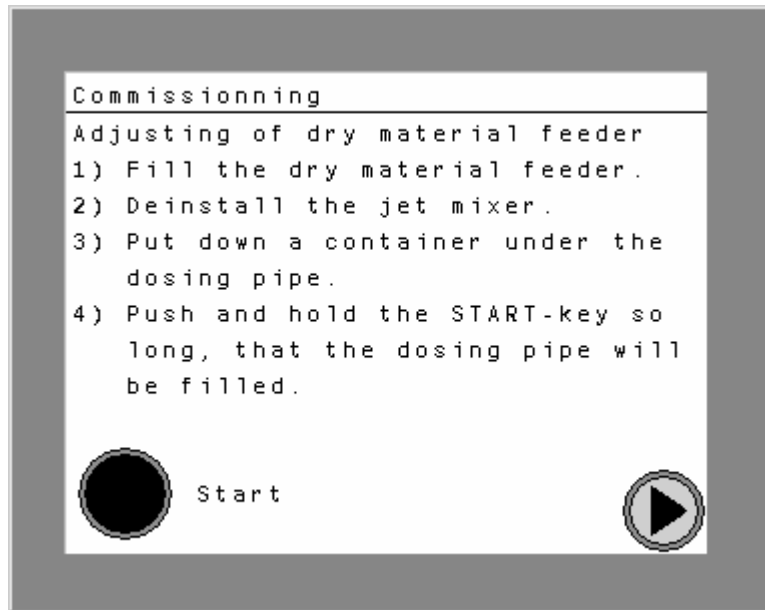 Commissionning
Adjusting of dry material feeder
1) Fill the dry material feeder.
2) Deinstall the jet mixer.
3) Put down a container under the
dosing pipe.
4) Push and hold the START-key so
long, that the dosing pipe will
be filled.
Start